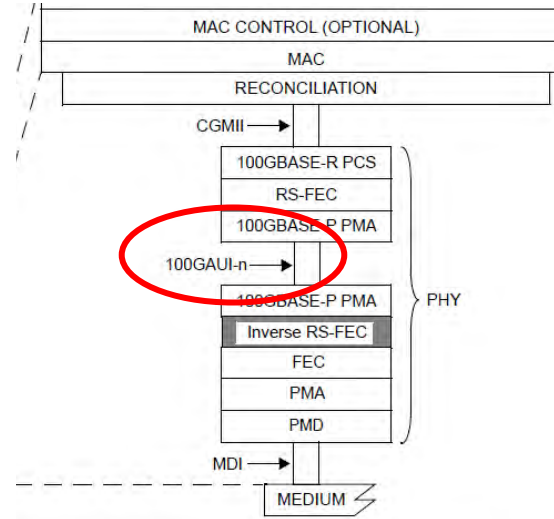 MAC CONTROL (OPTIONAL)
MAC
RECONCILIATION
CGMII
100GBASE-R PCS
RS-FEC
100GBASE-P PMA
100GAUI-n
100GBASE-P PMA
PHY
Inverse RS-FEC
FEC
PMA
PMD
MDI
MEDIUM